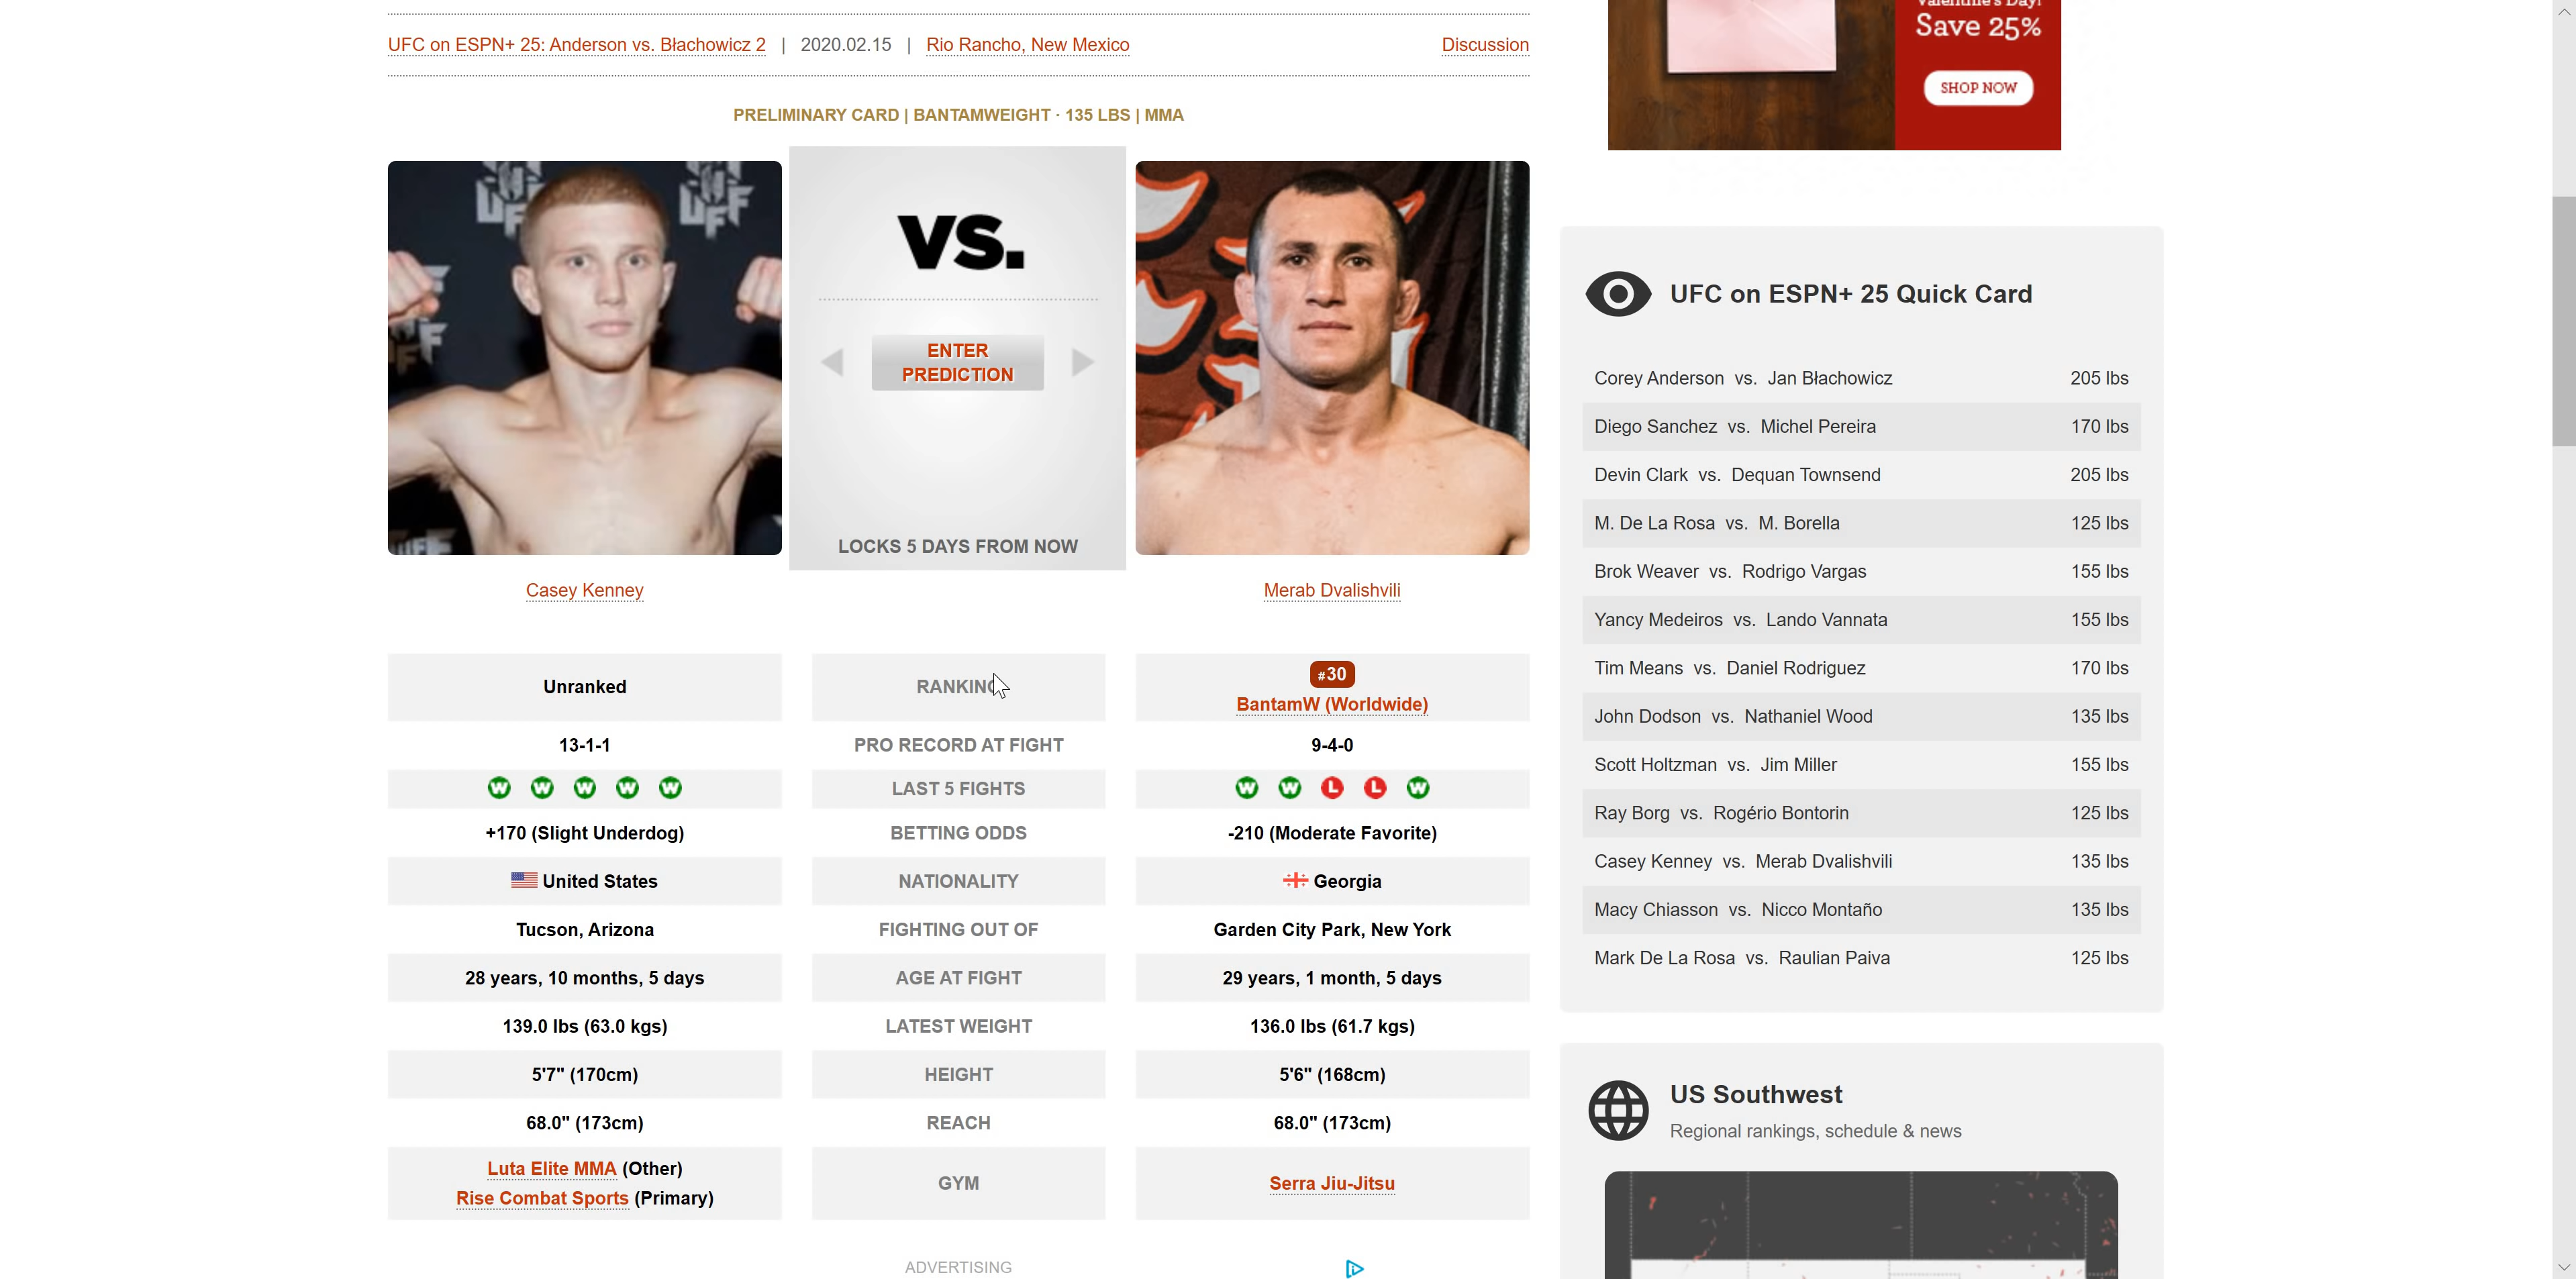 Valentine's Day!
Save 25%
SHOP NOW
UFC on ESPN+ 25: Anderson vs. Błachowicz 2 | 2020.02.15 | Rio Rancho, New Mexico Discussion
PRELIMINARY CARD | BANTAMWEIGHT · 135 LBS | MMA
VS.
ENTER
PREDICTION
LOCKS 5 DAYS FROM NOW
Casey Kenney
Merab Dvalishvili
Unranked RANKING #30
BantamW (Worldwide)
13-1-1 PRO RECORD AT FIGHT 9-4-0
W W W W W LAST 5 FIGHTS W W L L W
+170 (Slight Underdog) BETTING ODDS -210 (Moderate Favorite)
United States NATIONALITY Georgia
Tucson, Arizona FIGHTING OUT OF Garden City Park, New York
28 years, 10 months, 5 days AGE AT FIGHT 29 years, 1 month, 5 days
139.0 lbs (63.0 kgs) LATEST WEIGHT 136.0 lbs (61.7 kgs)
5'7" (170cm) HEIGHT 5'6" (168cm)
68.0" (173cm) REACH 68.0" (173cm)
Luta Elite MMA (Other)
Rise Combat Sports (Primary) GYM Serra Jiu-Jitsu
ADVERTISING
UFC on ESPN+ 25 Quick Card
Corey Anderson vs. Jan Błachowicz 205 lbs
Diego Sanchez vs. Michel Pereira 170 lbs
Devin Clark vs. Dequan Townsend 205 lbs
M. De La Rosa vs. M. Borella 125 lbs
Brok Weaver vs. Rodrigo Vargas 155 lbs
Yancy Medeiros vs. Lando Vannata 155 lbs
Tim Means vs. Daniel Rodriguez 170 lbs
John Dodson vs. Nathaniel Wood 135 lbs
Scott Holtzman vs. Jim Miller 155 lbs
Ray Borg vs. Rogério Bontorin 125 lbs
Casey Kenney vs. Merab Dvalishvili 135 lbs
Macy Chiasson vs. Nicco Montaño 135 lbs
Mark De La Rosa vs. Raulian Paiva 125 lbs
US Southwest
Regional rankings, schedule & news